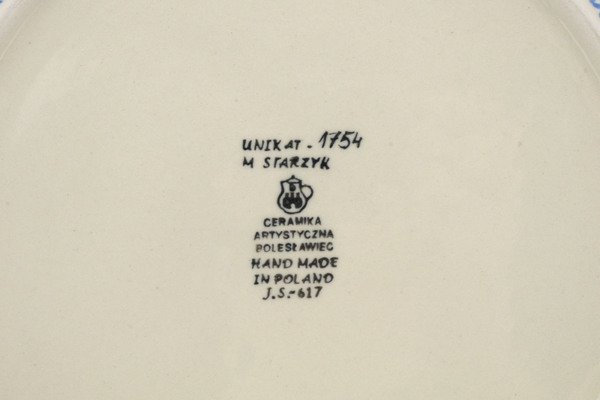 UNIKAT - 1754
M STARZYK
CERAMIKA
ARTYSTYCZNA
BOLESŁAWIEC
HAND MADE
IN POLAND
J.S.-617